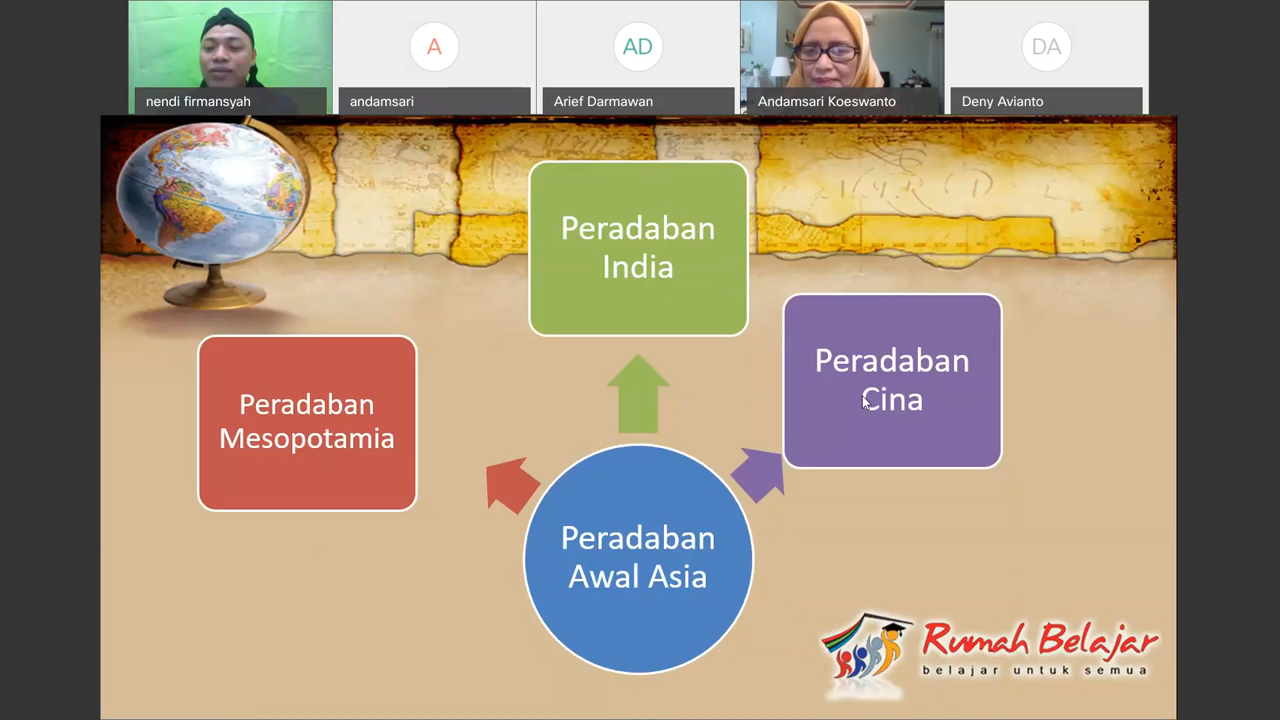 A
AD
DA
nendi firmansyah
andamsari
Arief Darmawan
Andamsari Koeswanto
Deny Avianto
Peradaban
India
Peradaban
Cina
Peradaban
Mesopotamia
Peradaban
Awal Asia
Rumah Belajar
belajar untuk semua